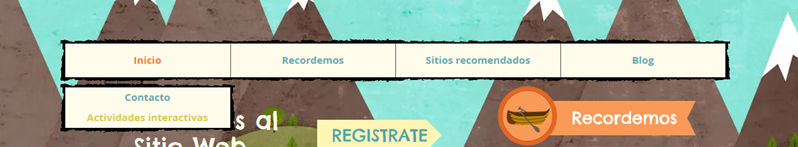 Inicio
Recordemos
Sitios recomendados
Blog
Contacto
Actividades interactivas
s al
Sitio Web
REGISTRATE
Recordemos